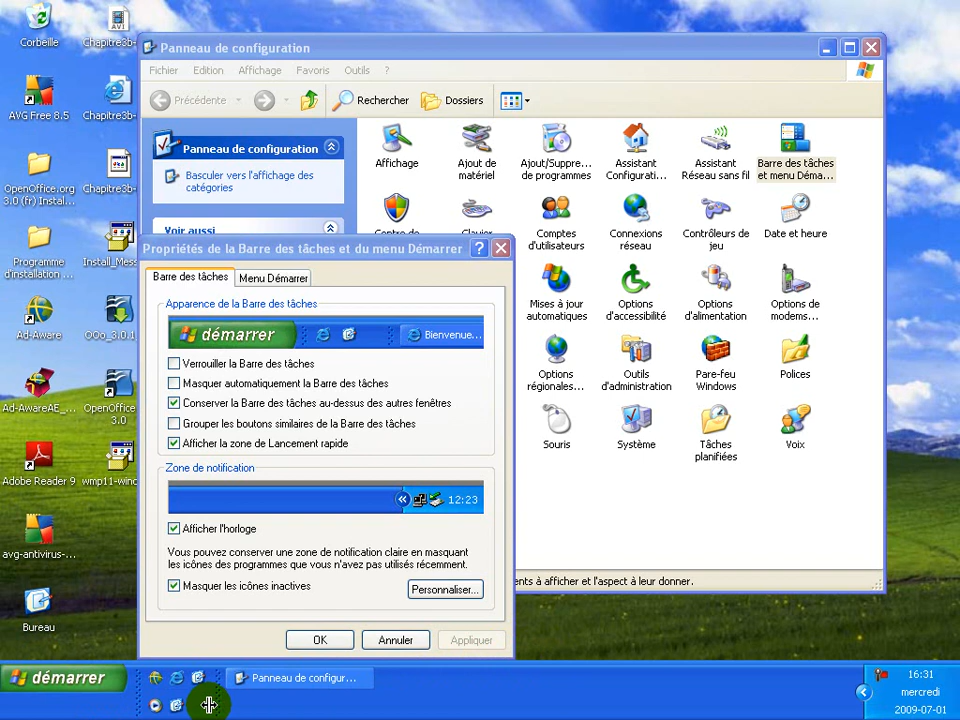 Corbeille
Chapitre3b-
AVG Free 8.5
Chapitre3b-
OpenOffice.org
3.0 (fr) Instal...
Chapitre3b-
Programme
d'installation ...
Install_Mess
Ad-Aware
OOo_3.0.1
Ad-AwareAE_...
OpenOffice
3.0
Adobe Reader 9
wmp11-winc
avg-antivirus-...
Bureau
Panneau de configuration
Fichier Edition Affichage Favoris Outils ?
Précédente
Rechercher
Dossiers
Panneau de configuration
Basculer vers l'affichage des
catégories
Voir aussi
Affichage
Ajout de
matériel
Ajout/Suppre...
de programmes
Assistant
Configurati...
Assistant
Réseau sans fil
Barre des tâches
et menu Déma...
Centre de
Clavier
Comptes
d'utilisateurs
Connexions
réseau
Contrôleurs de
jeu
Date et heure
Mises à jour
automatiques
Options
d'accessibilité
Options
d'alimentation
Options de
modems...
Options
régionales...
Outils
d'administration
Pare-feu
Windows
Polices
Souris
Système
Tâches
planifiées
Voix
nts à afficher et l'aspect à leur donner.
Propriétés de la Barre des tâches et du menu Démarrer
Barre des tâches
Menu Démarrer
Apparence de la Barre des tâches
démarrer
Bienvenue...
Verrouiller la Barre des tâches
Masquer automatiquement la Barre des tâches
Conserver la Barre des tâches au-dessus des autres fenêtres
Grouper les boutons similaires de la Barre des tâches
Afficher la zone de Lancement rapide
Zone de notification
12:23
Afficher l'horloge
Vous pouvez conserver une zone de notification claire en masquant
les icônes des programmes que vous n'avez pas utilisés récemment.
Masquer les icônes inactives
Personnaliser...
OK
Annuler
Appliquer
démarrer
Panneau de configur...
16:31
mercredi
2009-07-01